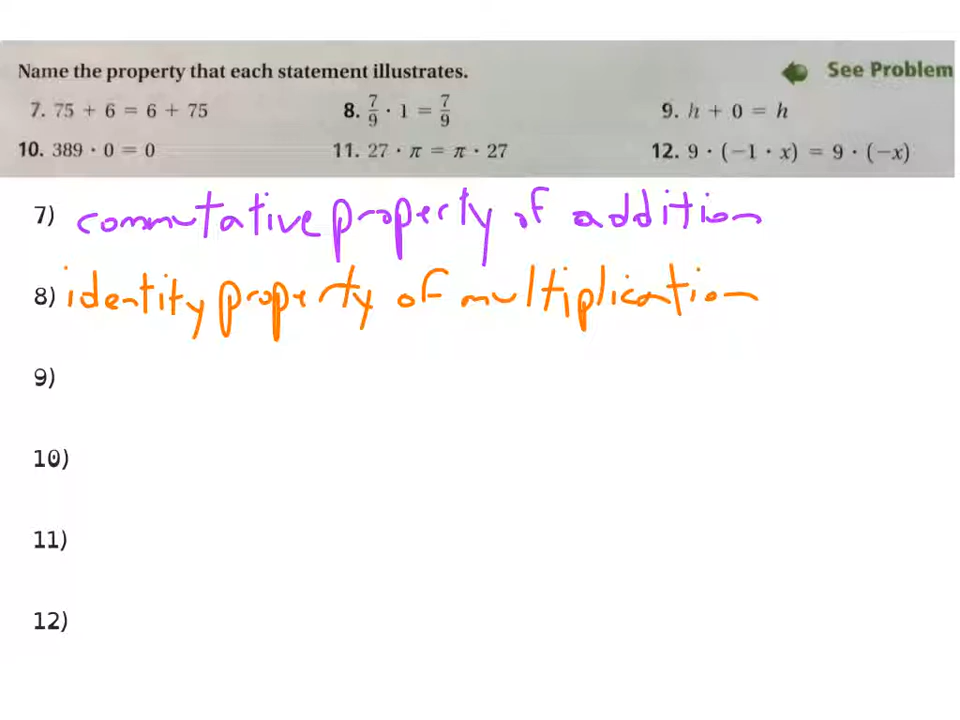 Name the property that each statement illustrates.
See Problem
7. 75 + 6 = 6 + 75
8. 7/9 · 1 = 7/9
9. h + 0 = h
10. 389 · 0 = 0
11. 27 · π = π · 27
12. 9 · (−1 · x) = 9 · (−x)
7) commutative property of addition
8) identity property of multiplication
9)
10)
11)
12)